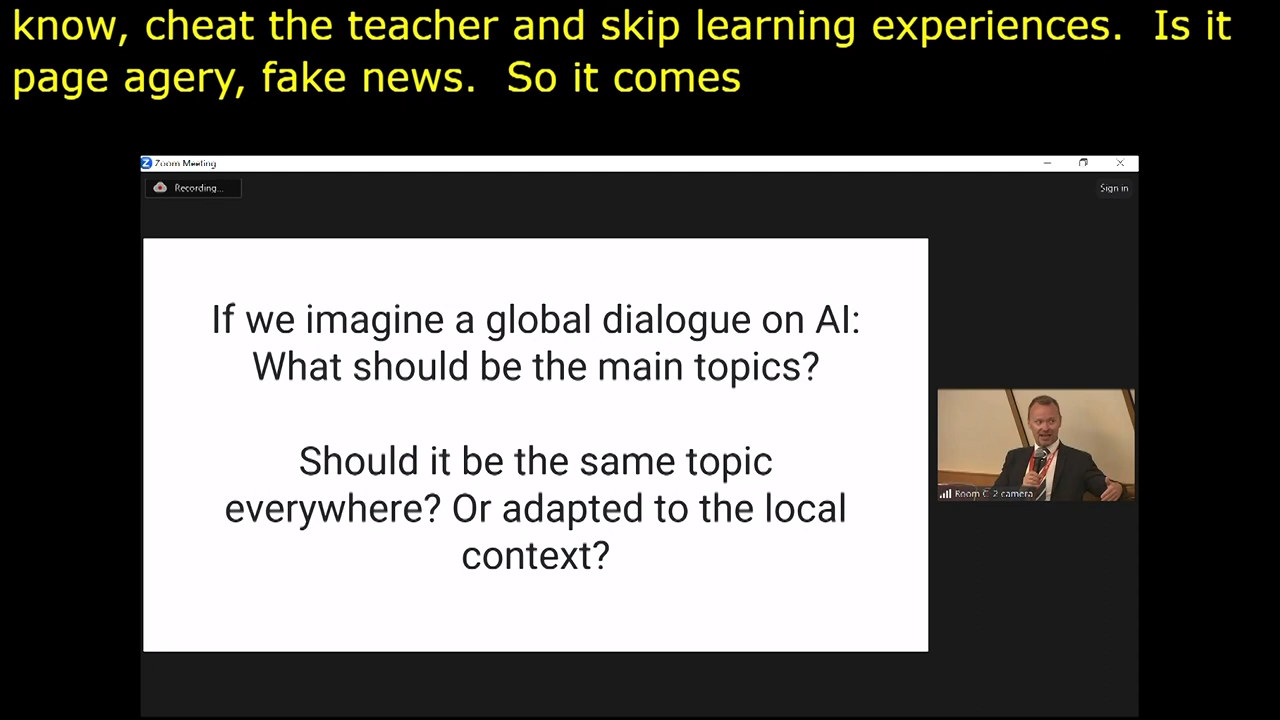 know, cheat the teacher and skip learning experiences.  Is it
page agery, fake news.  So it comes
Zoom Meeting
Recording...
Sign in
If we imagine a global dialogue on AI:
What should be the main topics?
Should it be the same topic
everywhere? Or adapted to the local
context?
Room C 2 camera